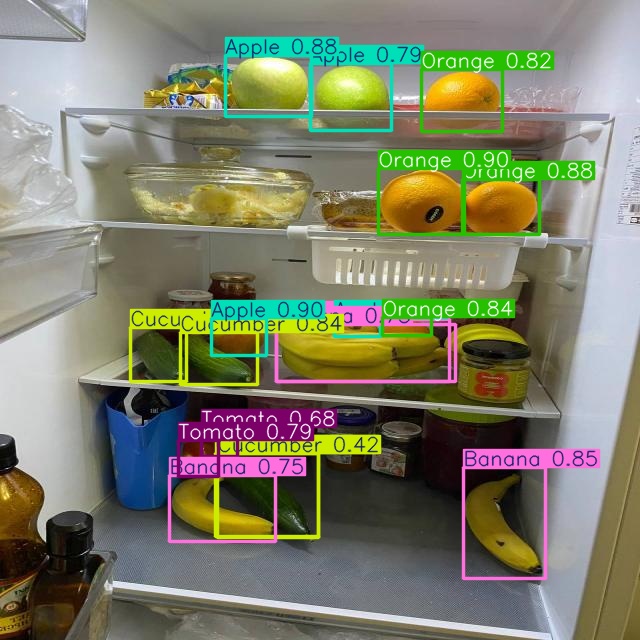 Apple 0.88
Apple 0.79
Orange 0.82
Orange 0.90
Orange 0.88
Cucu
Cucumber 0.84
Apple 0.90
Orange 0.84
Tomato 0.68
Tomato 0.79
Cucumber 0.42
Banana 0.75
Banana 0.85